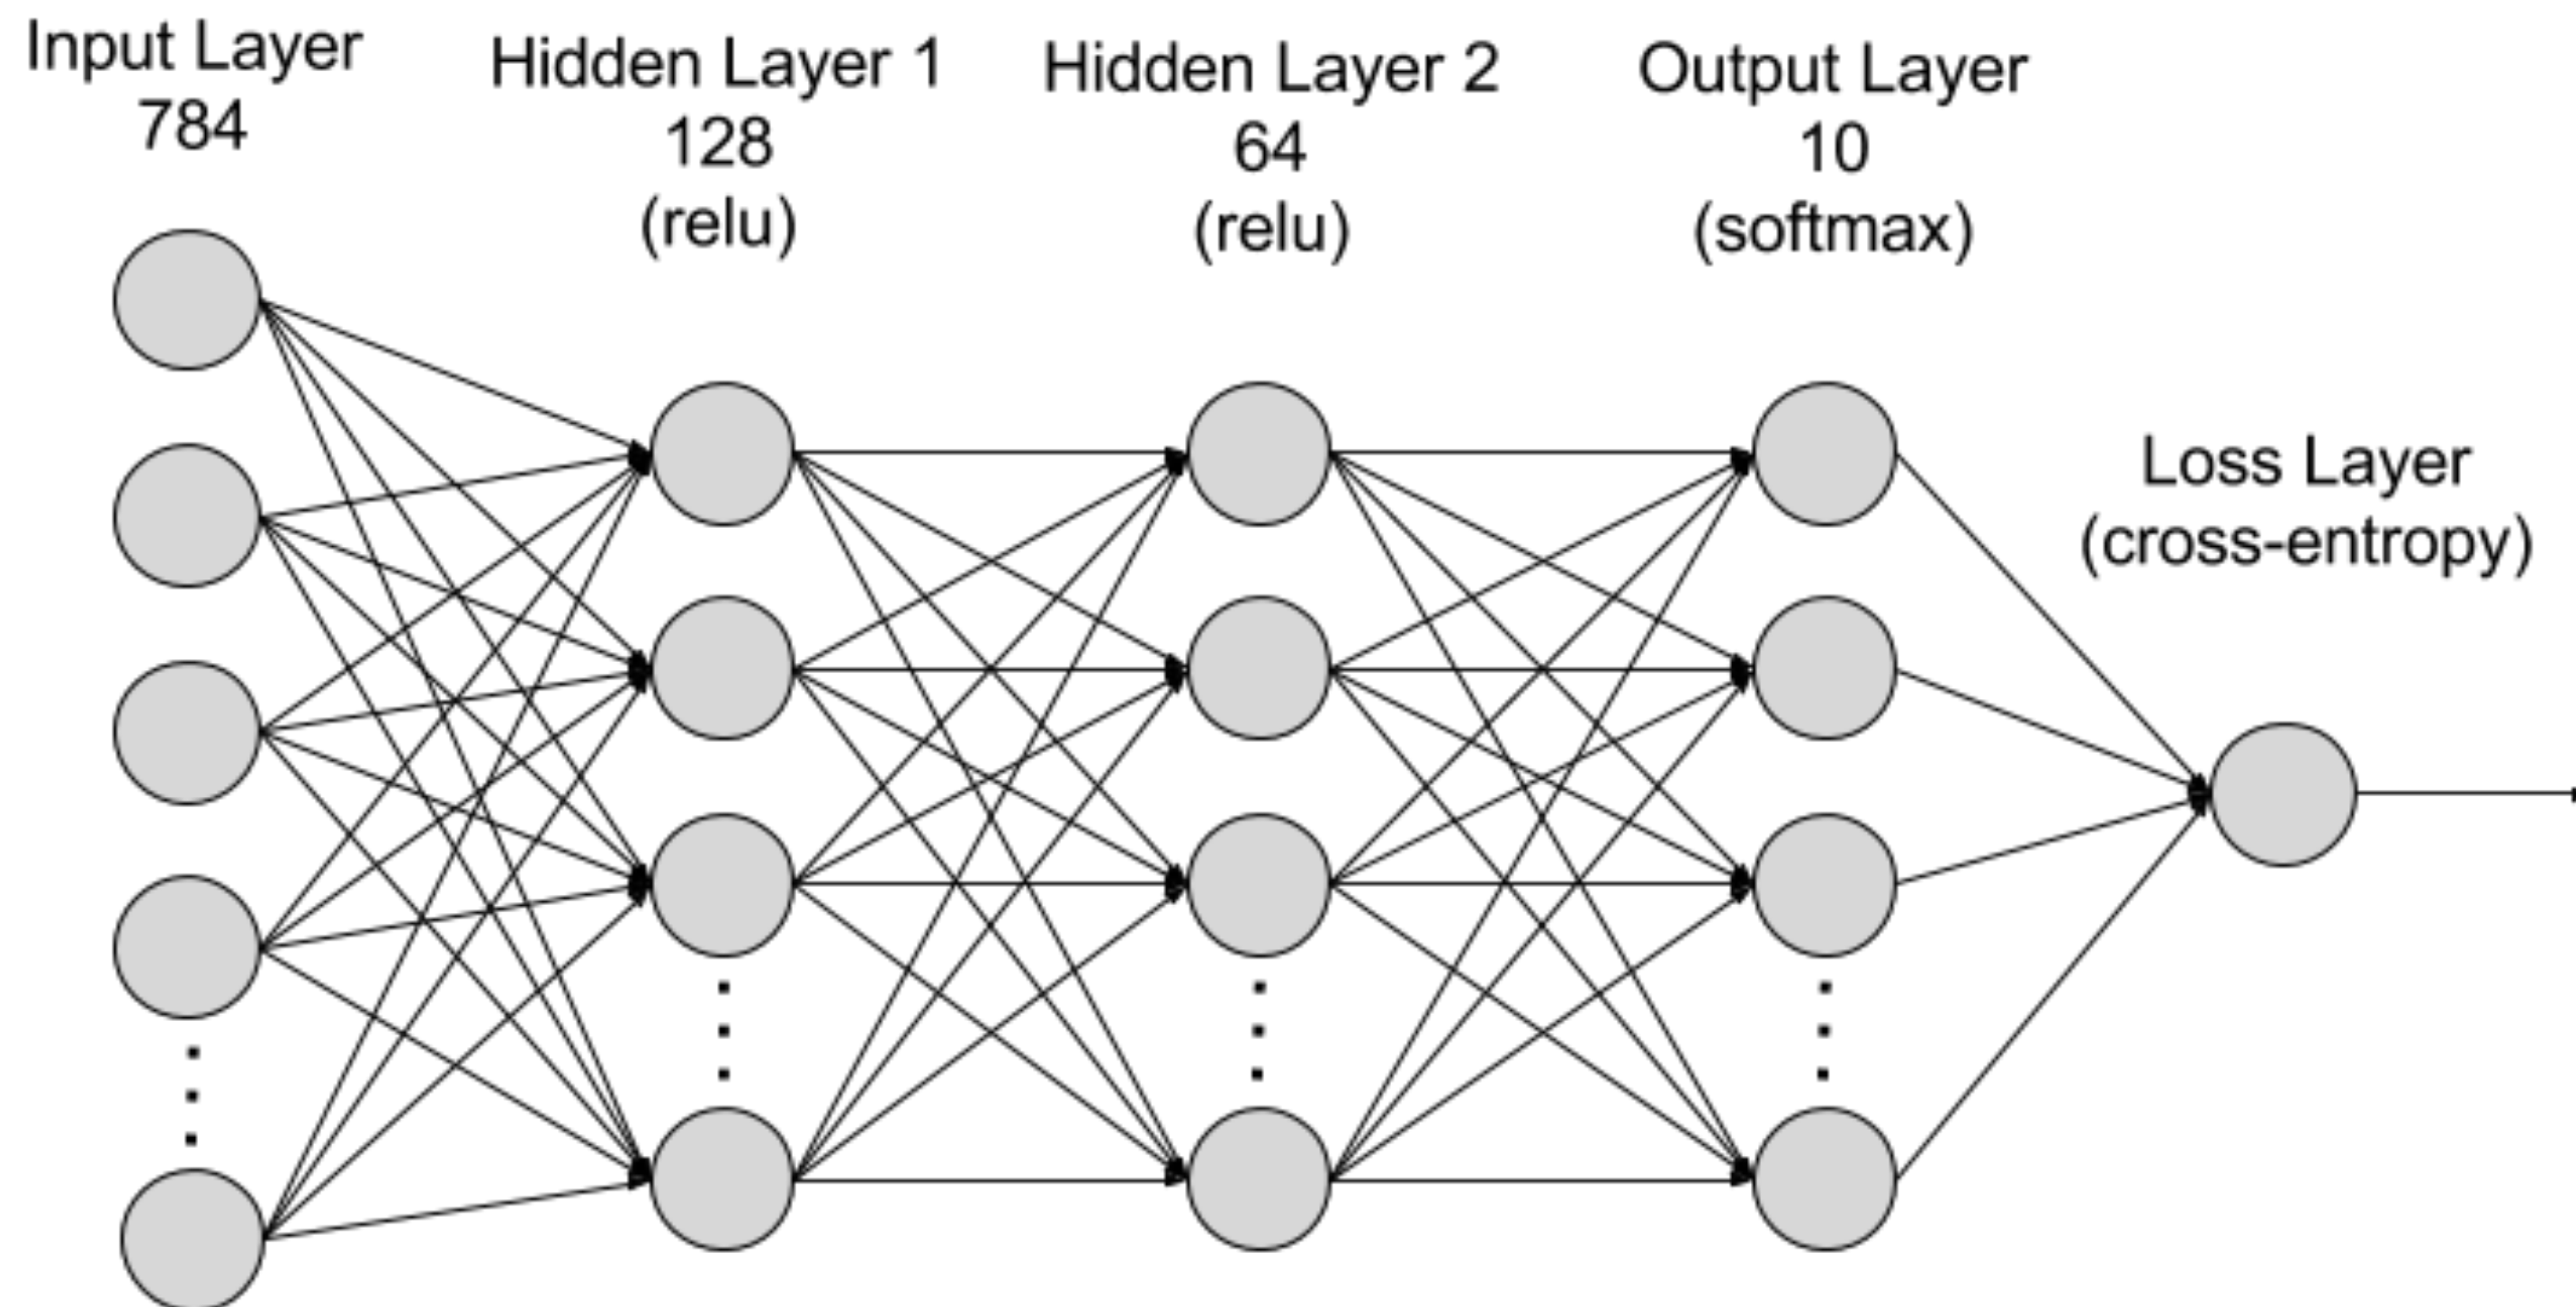 Input Layer
784
Hidden Layer 1
128
(relu)
Hidden Layer 2
64
(relu)
Output Layer
10
(softmax)
Loss Layer
(cross-entropy)